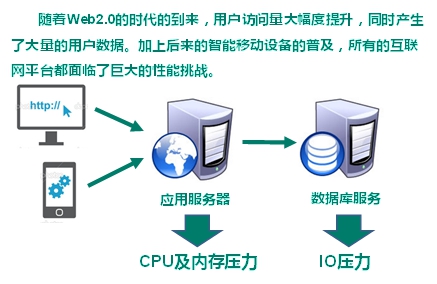 随着Web2.0的时代的到来，用户访问量大幅度提升，同时产生
了大量的用户数据。加上后来的智能移动设备的普及，所有的互联
网平台都面临了巨大的性能挑战。
http://
应用服务器
数据库服务
CPU及内存压力
IO压力